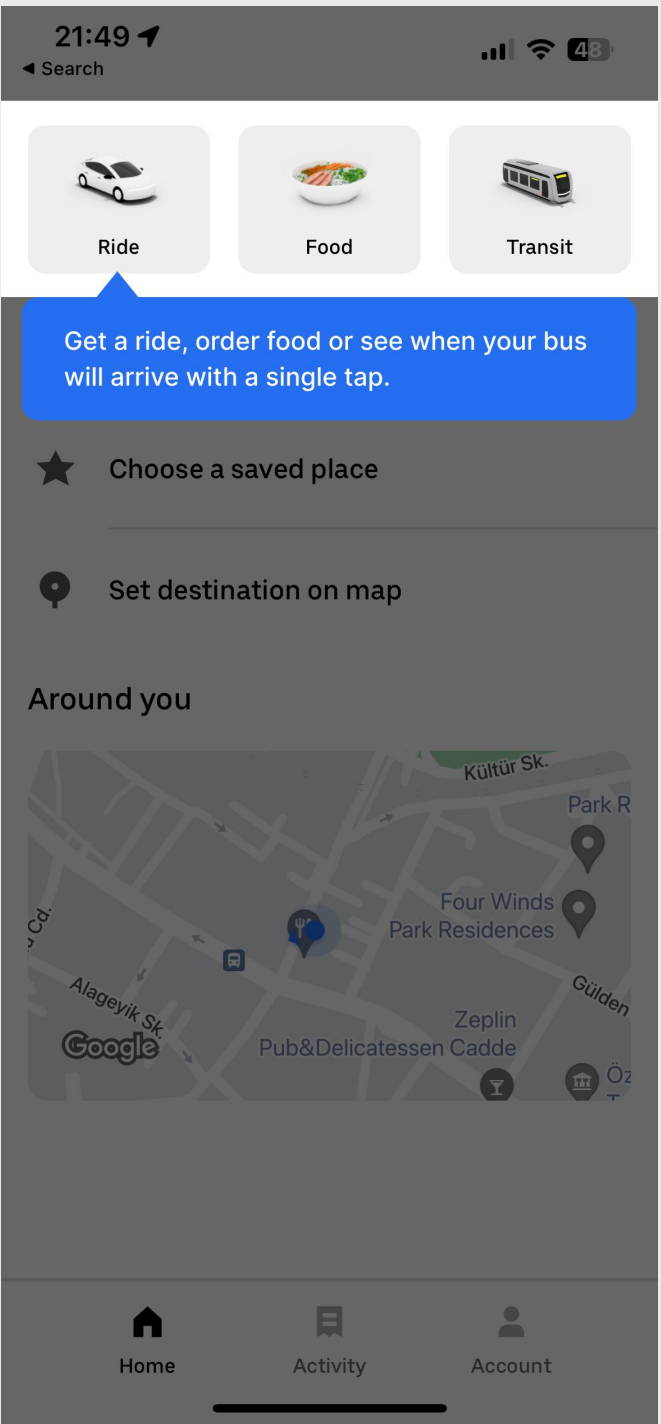 21:49
◀ Search
48
Ride
Food
Transit
Get a ride, order food or see when your bus
will arrive with a single tap.
Choose a saved place
Set destination on map
Around you
Kültür Sk.
Park R
Four Winds
Park Residences
Cd.
Gülden
Alageyik Sk.
Zeplin
Pub&Delicatessen Cadde
Google
Öz
Home
Activity
Account